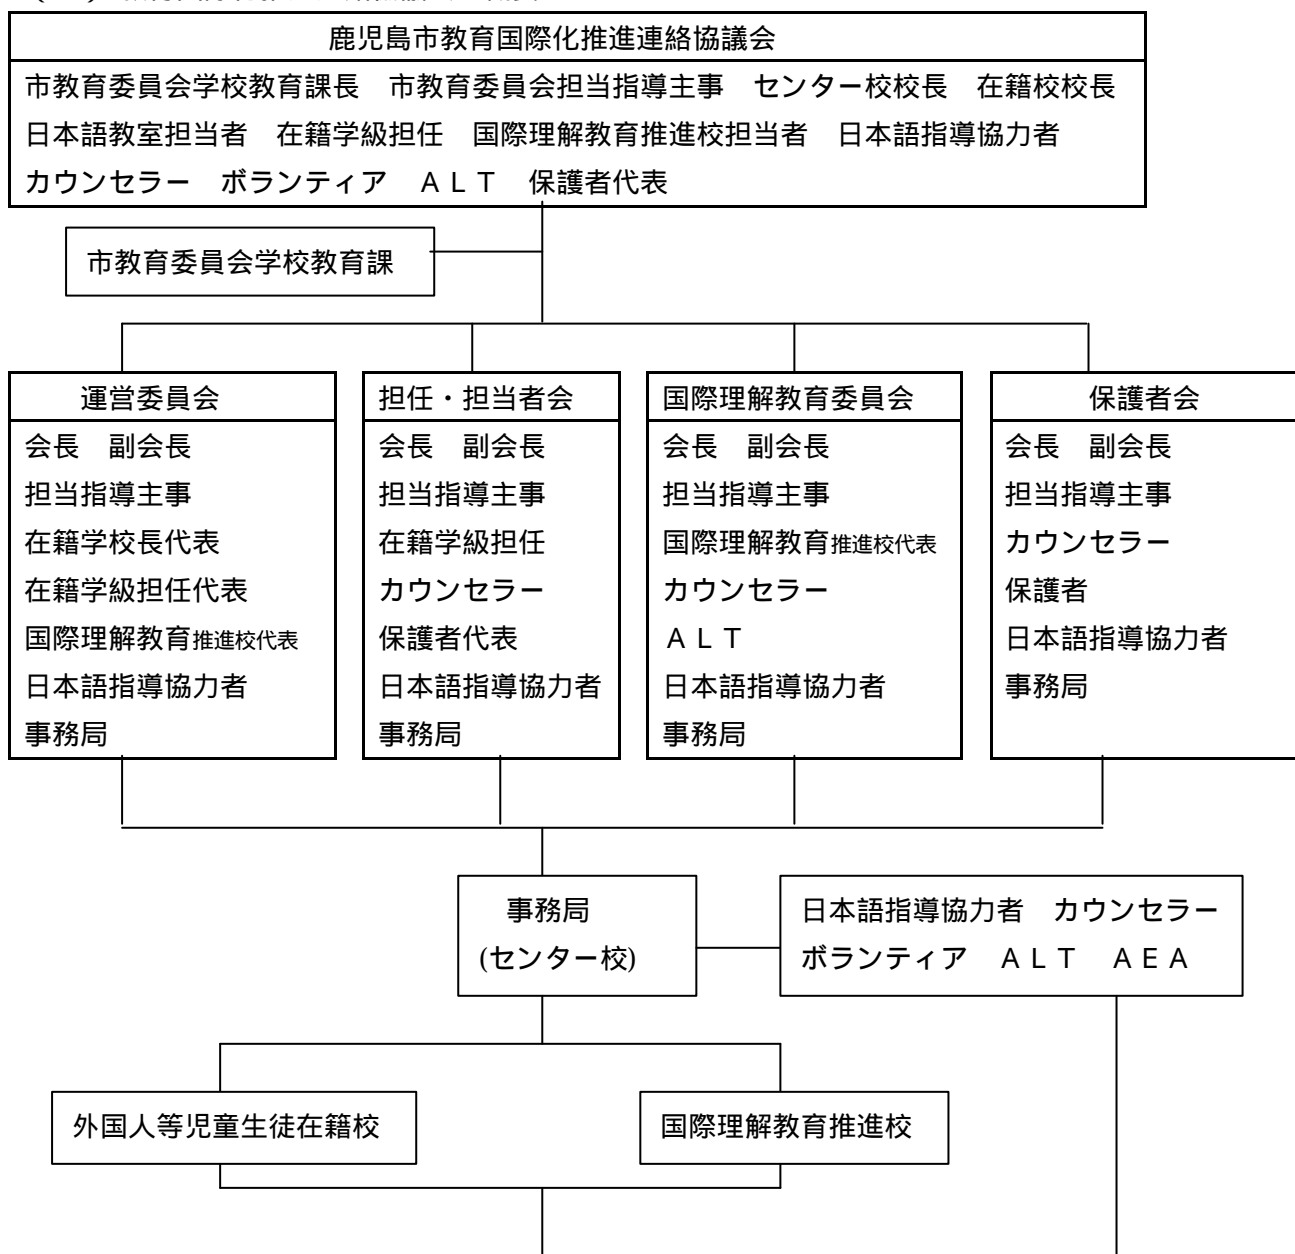 鹿児島市教育国際化推進連絡協議会
市教育委員会学校教育課長　市教育委員会担当指導主事　センター校校長　在籍校校長
日本語教室担当者　在籍学級担任　国際理解教育推進校担当者　日本語指導協力者
カウンセラー　ボランティア　ＡＬＴ　保護者代表
市教育委員会学校教育課
運営委員会
会長　副会長
担当指導主事
在籍学校長代表
在籍学級担任代表
国際理解教育推進校代表
日本語指導協力者
事務局
担任・担当者会
会長　副会長
担当指導主事
在籍学級担任
カウンセラー
保護者代表
日本語指導協力者
事務局
国際理解教育委員会
会長　副会長
担当指導主事
国際理解教育推進校代表
カウンセラー
ＡＬＴ
日本語指導協力者
事務局
保護者会
会長　副会長
担当指導主事
カウンセラー
保護者
日本語指導協力者
事務局
事務局
(センター校)
日本語指導協力者　カウンセラー
ボランティア　ＡＬＴ　ＡＥＡ
外国人等児童生徒在籍校
国際理解教育推進校